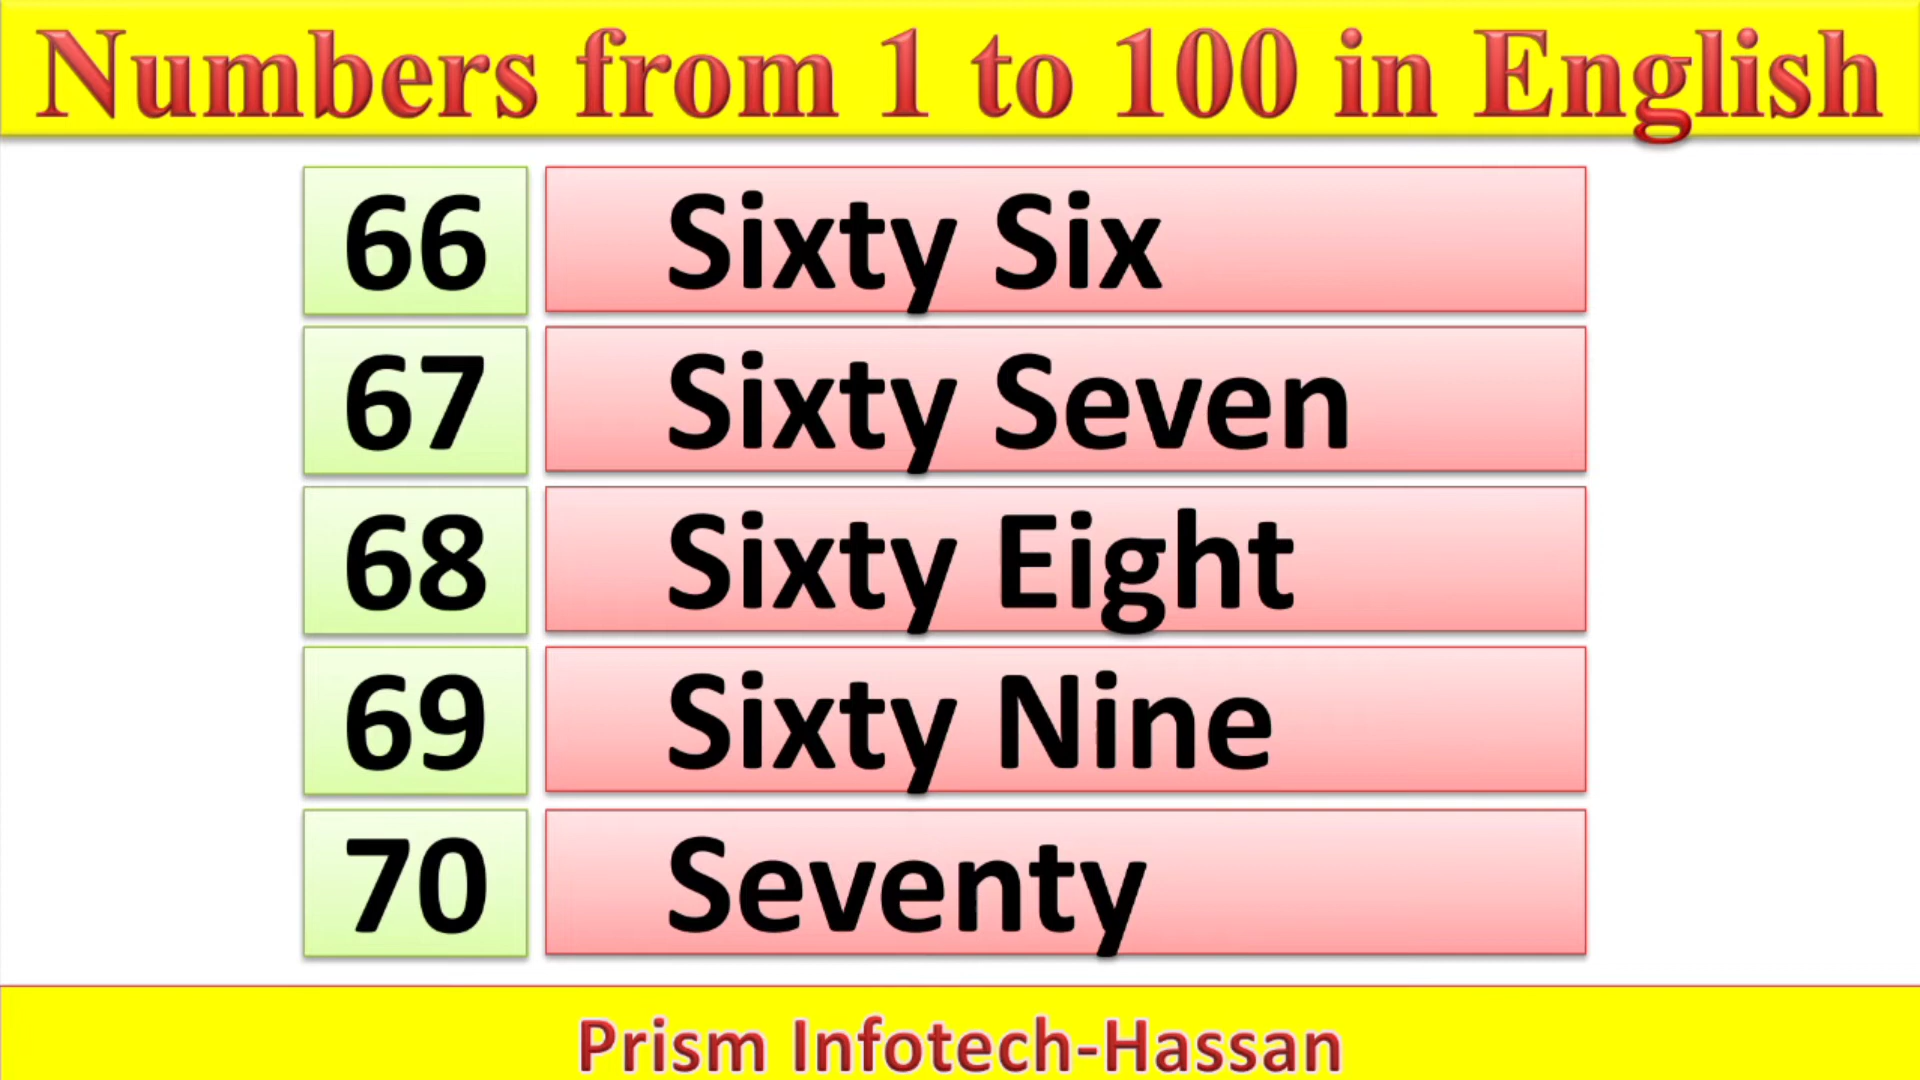 Numbers from 1 to 100 in English
66 Sixty Six
67 Sixty Seven
68 Sixty Eight
69 Sixty Nine
70 Seventy
Prism Infotech-Hassan